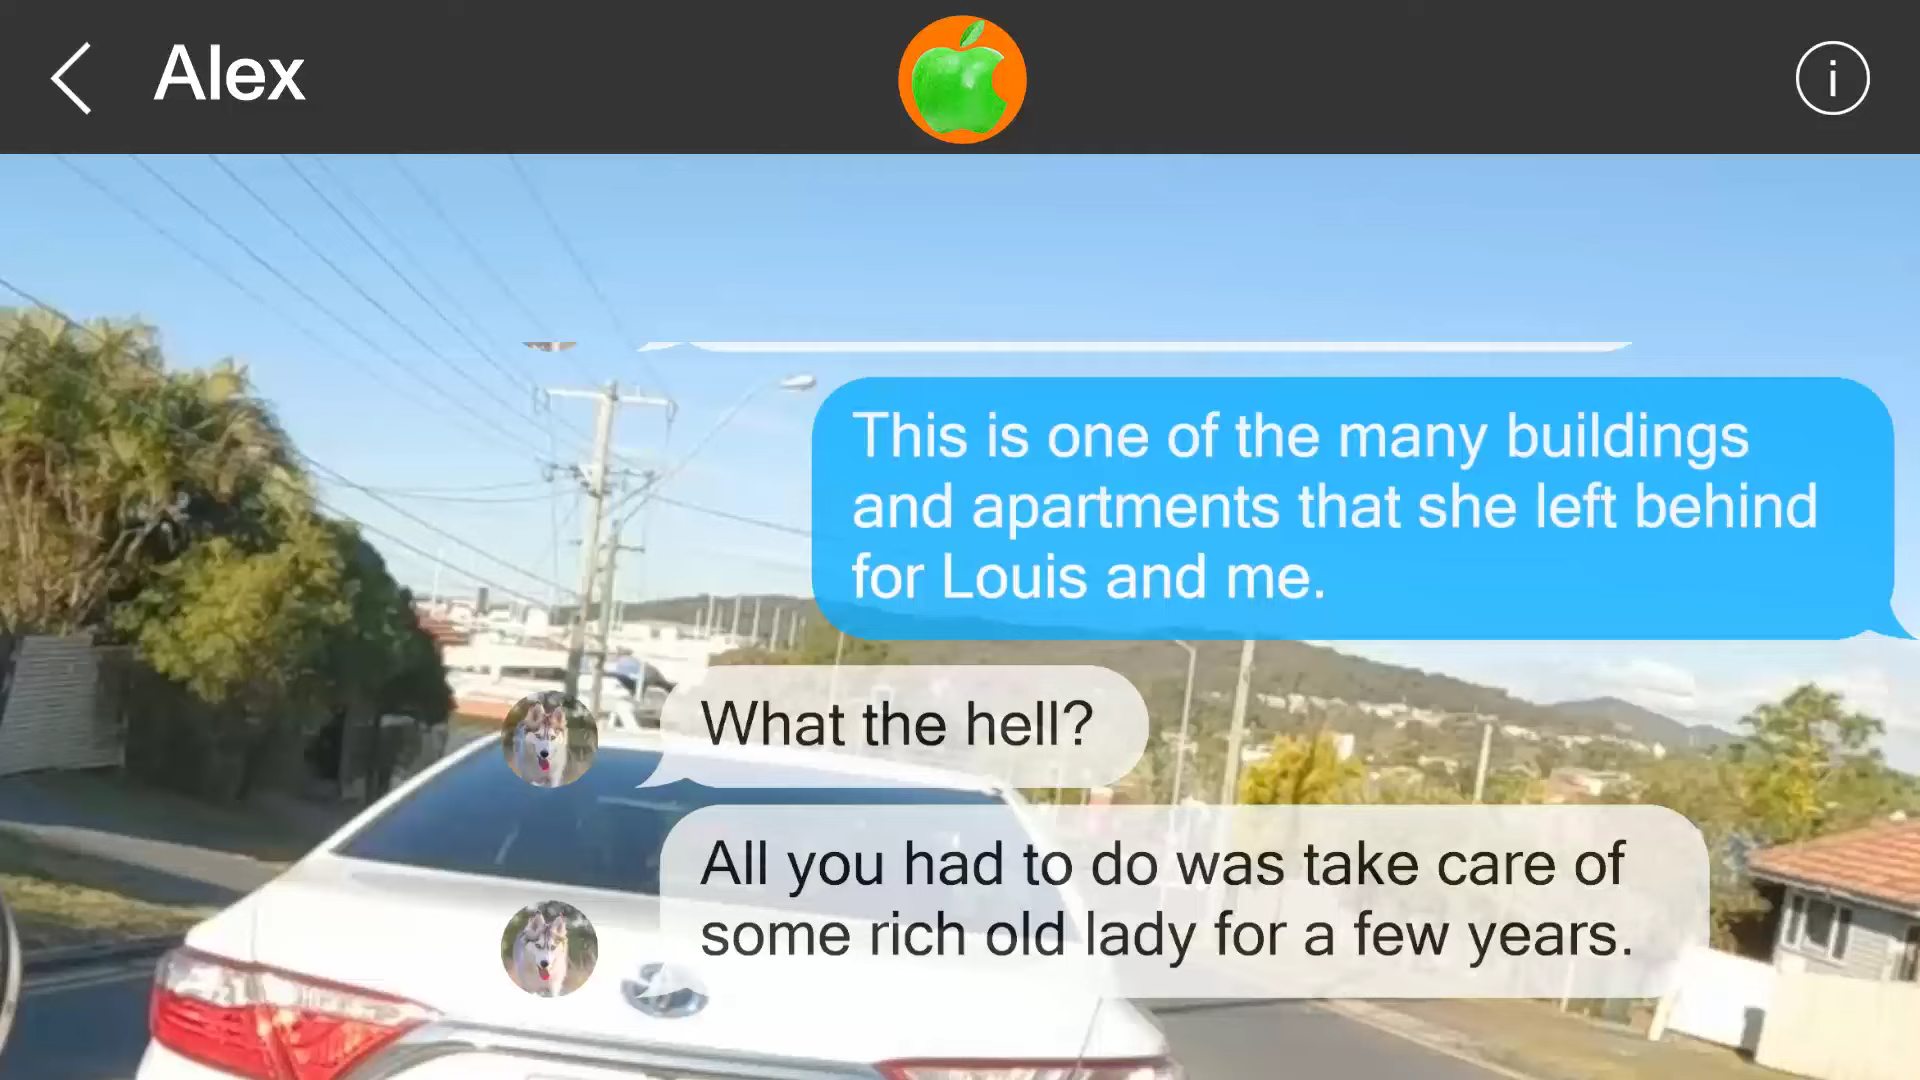 Alex
This is one of the many buildings
and apartments that she left behind
for Louis and me.
What the hell?
All you had to do was take care of
some rich old lady for a few years.